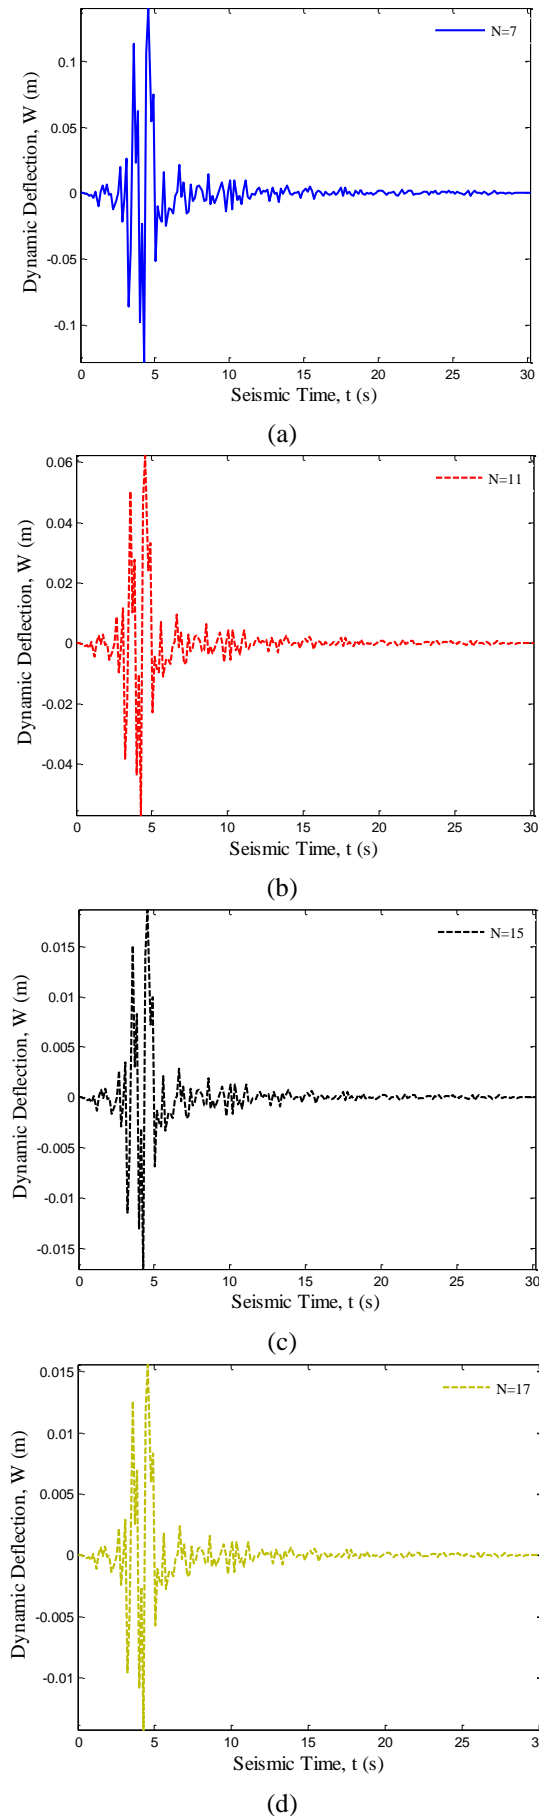 N=7
Dynamic Deflection, W (m)
0.1
0.05
0
-0.05
-0.1
0 5 10 15 20 25 30
Seismic Time, t (s)
(a)
N=11
Dynamic Deflection, W (m)
0.06
0.04
0.02
0
-0.02
-0.04
0 5 10 15 20 25 30
Seismic Time, t (s)
(b)
N=15
Dynamic Deflection, W (m)
0.015
0.01
0.005
0
-0.005
-0.01
-0.015
0 5 10 15 20 25 30
Seismic Time, t (s)
(c)
N=17
Dynamic Deflection, W (m)
0.015
0.01
0.005
0
-0.005
-0.01
0 5 10 15 20 25 30
Seismic Time, t (s)
(d)